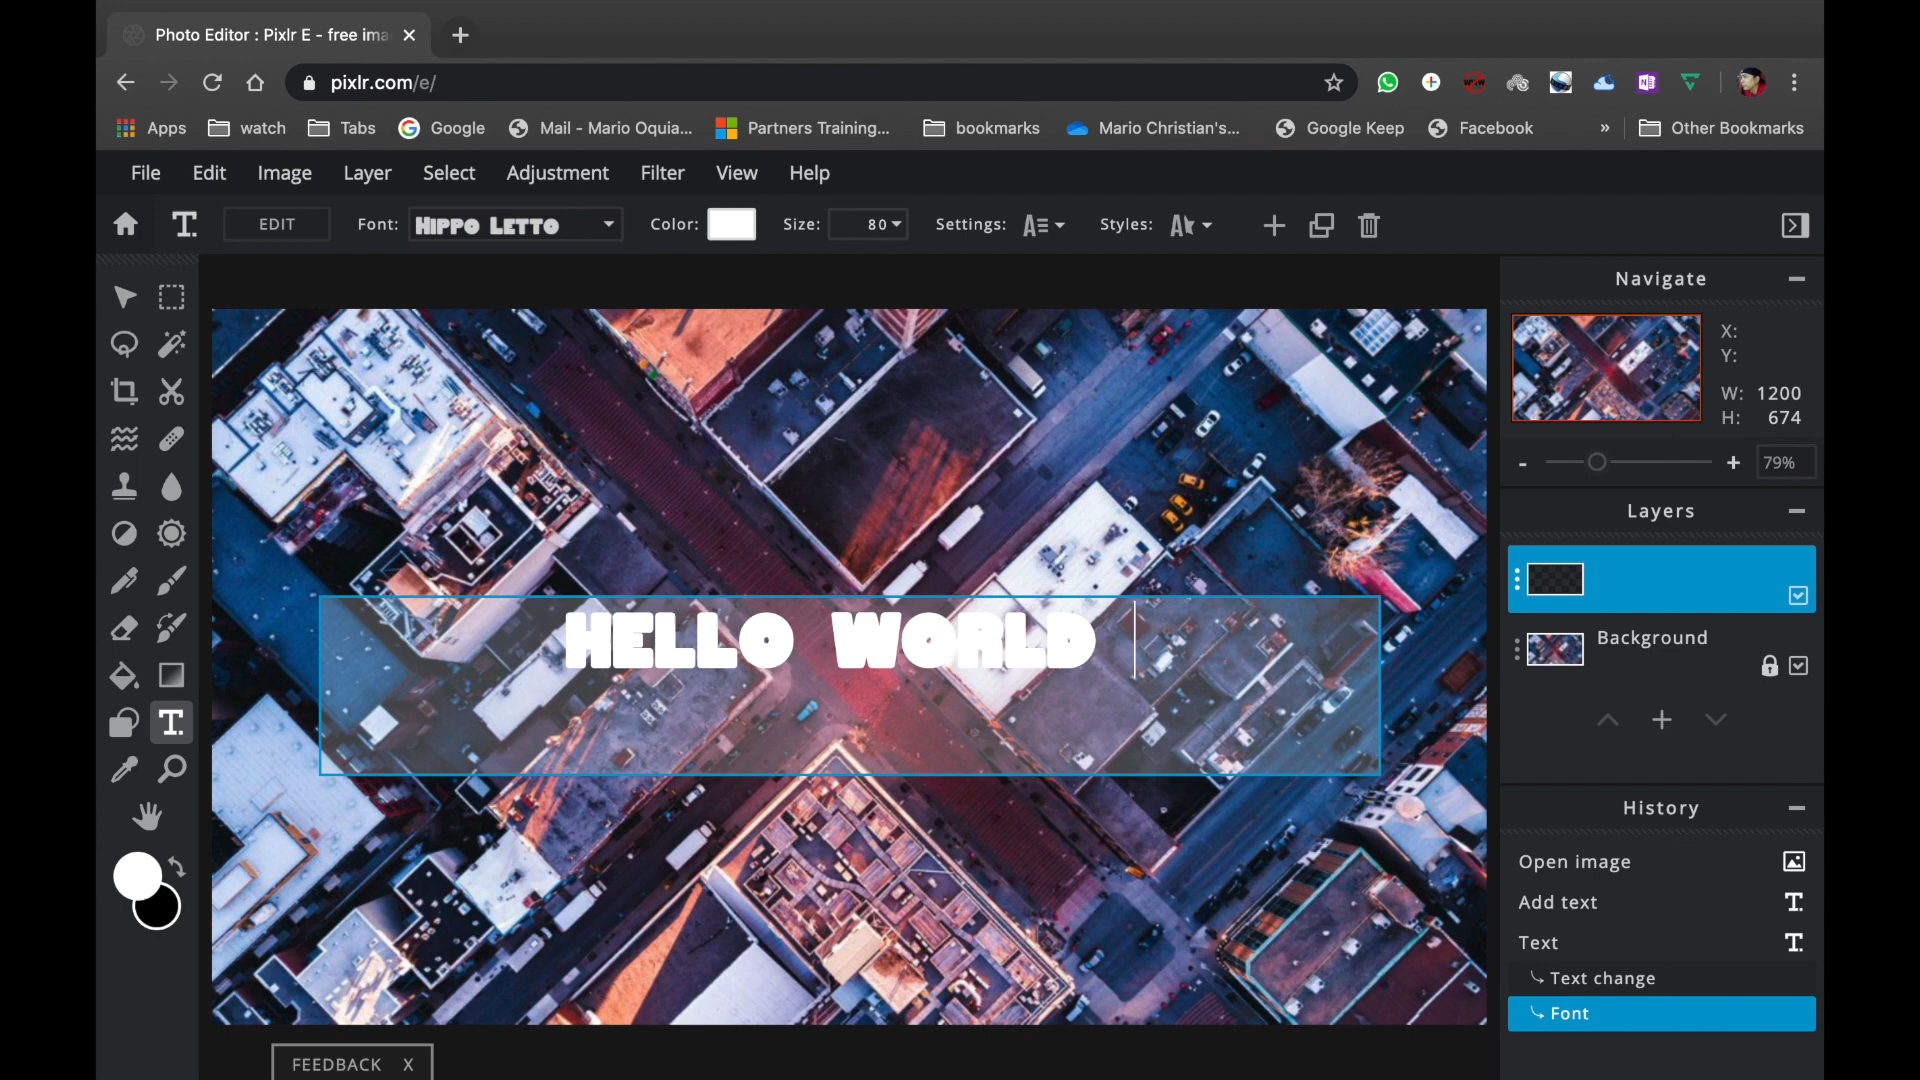 Photo Editor : Pixlr E - free ima
pixlr.com/e/
Apps watch Tabs Google Mail - Mario Oquia... Partners Training... bookmarks Mario Christian's... Google Keep Facebook » Other Bookmarks
File Edit Image Layer Select Adjustment Filter View Help
T. EDIT Font: Hippo Letto Color: Size: 80 Settings: Styles:
Navigate
X:
Y:
W: 1200
H: 674
- + 79%
Layers
HELLO WORLD
Background
History
Open image
Add text
Text
Text change
Font
FEEDBACK X